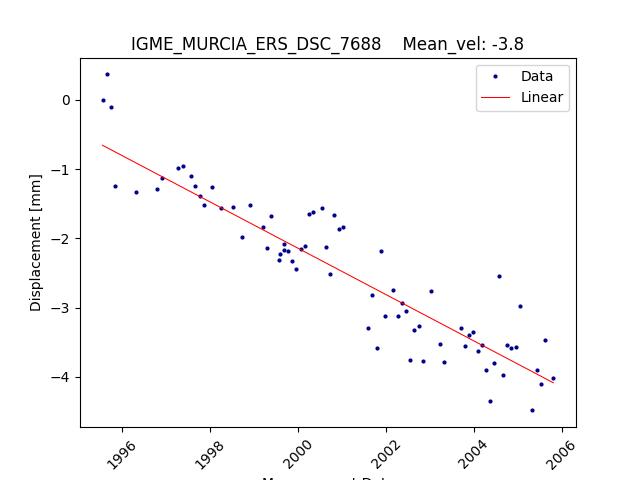 IGME_MURCIA_ERS_DSC_7688    Mean_vel: -3.8
Data
Linear
Displacement [mm]
0
−1
−2
−3
−4
1996
1998
2000
2002
2004
2006